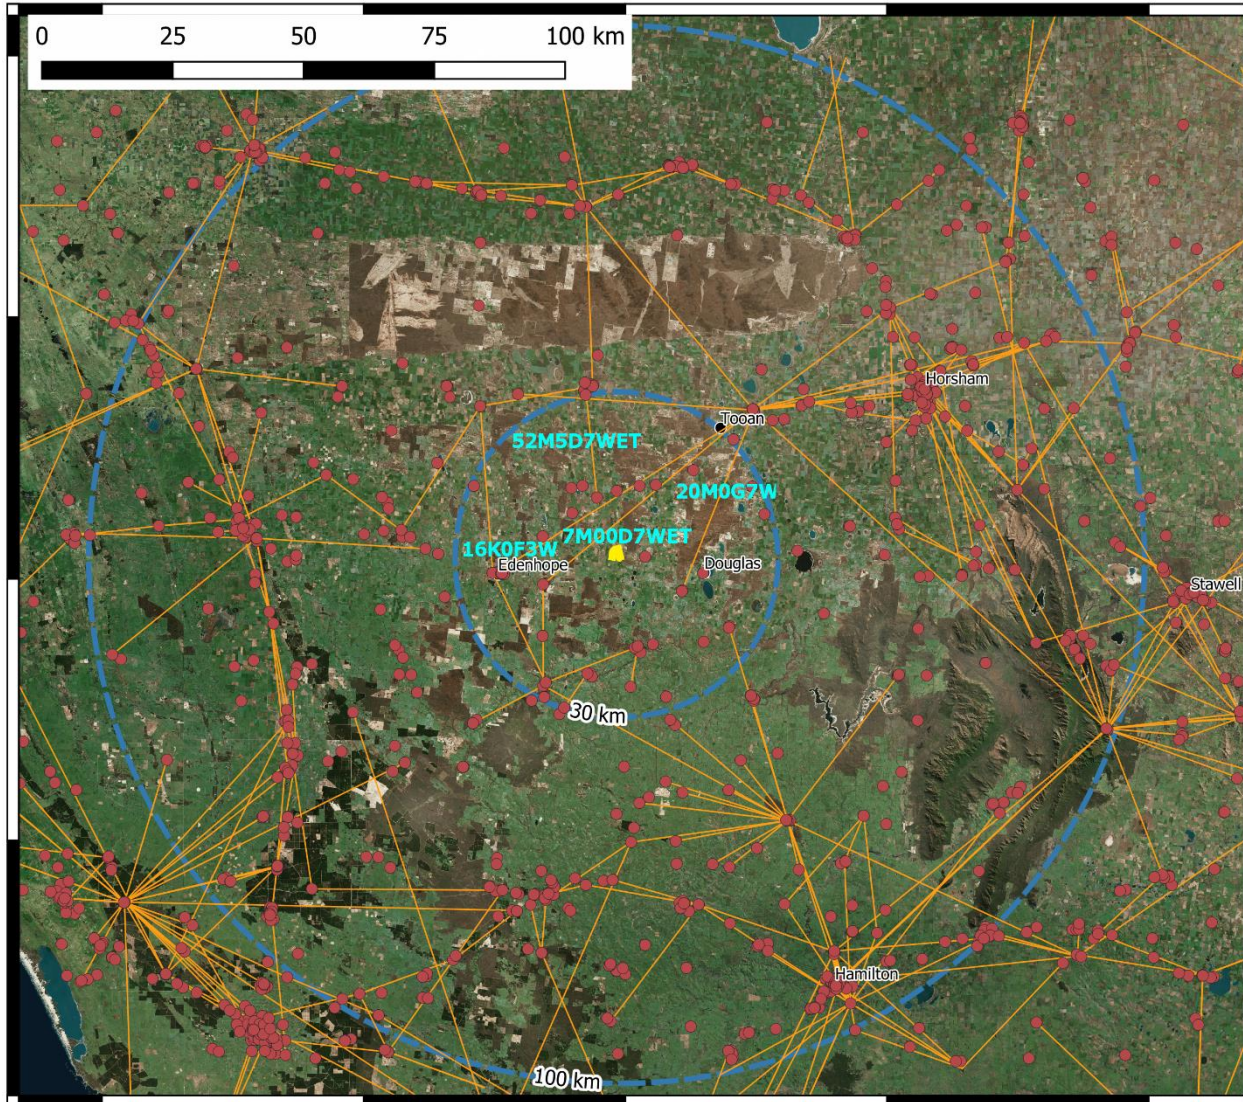 0 25 50 75 100 km
Horsham
Tooan
52M5D7WET
20M0G7W
7M00D7WET
16K0F3W
Edenhope
Douglas
Stawell
30 km
Hamilton
100 km